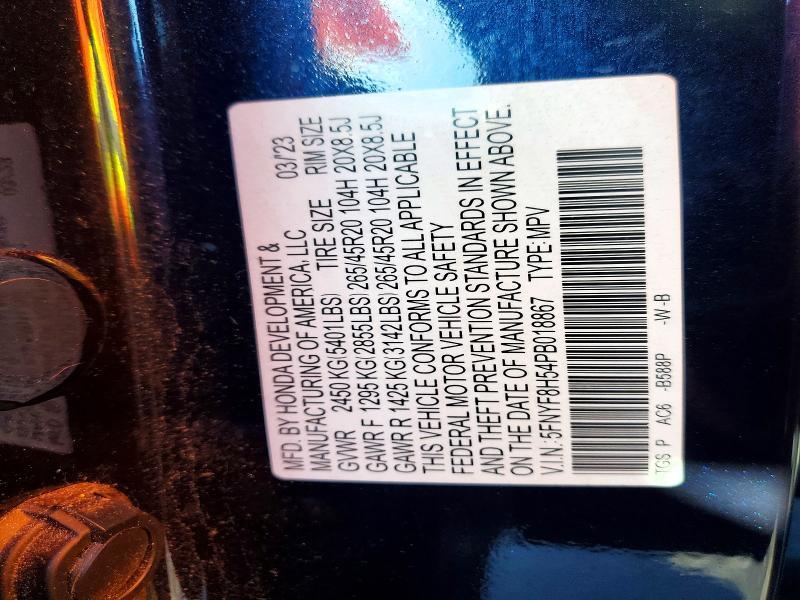 MFD. BY HONDA DEVELOPMENT & 03/'23
MANUFACTURING OF AMERICA, LLC
GVWR 2450 KG(5401LBS) TIRE SIZE RIM SIZE
GAWR F 1295 KG(2855LBS) 265/45R20 104H 20X8.5J
GAWR R 1425 KG(3142LBS) 265/45R20 104H 20X8.5J
THIS VEHICLE CONFORMS TO ALL APPLICABLE
FEDERAL MOTOR VEHICLE SAFETY
AND THEFT PREVENTION STANDARDS IN EFFECT
ON THE DATE OF MANUFACTURE SHOWN ABOVE.
V.I.N.: 5FNYF8H54PB018867 TYPE: MPV
TGS P AC6 -B588P -W-B